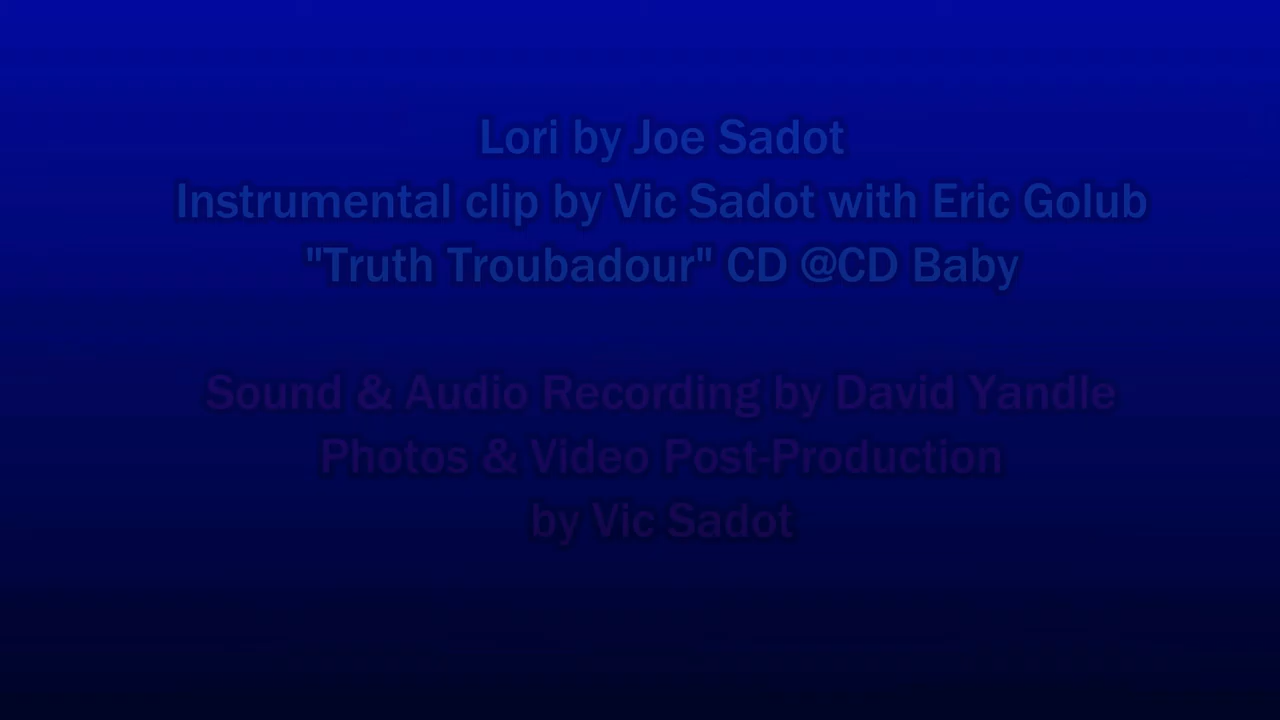 Lori by Joe Sadot
Instrumental clip by Vic Sadot with Eric Golub
"Truth Troubadour" CD @CD Baby
Sound & Audio Recording by David Yandle
Photos & Video Post-Production
by Vic Sadot